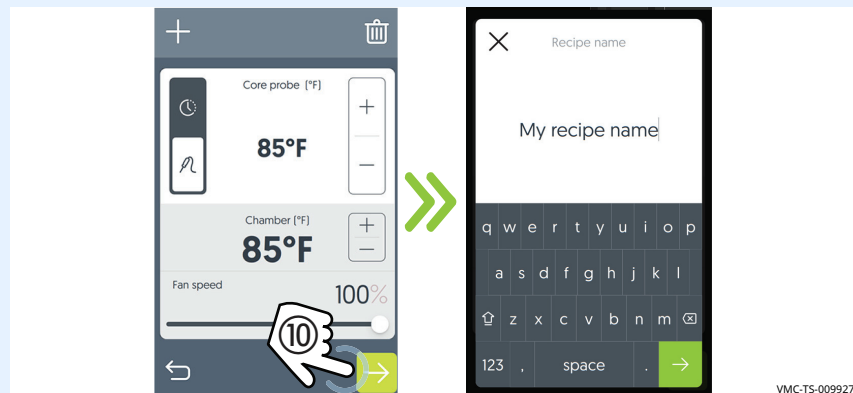 Core probe (°F)
85°F
Chamber (°F)
85°F
Fan speed
100%
⑩
Recipe name
My recipe name
q w e r t y u i o p
a s d f g h j k l
z x c v b n m
123 , space .
VMC-TS-009927